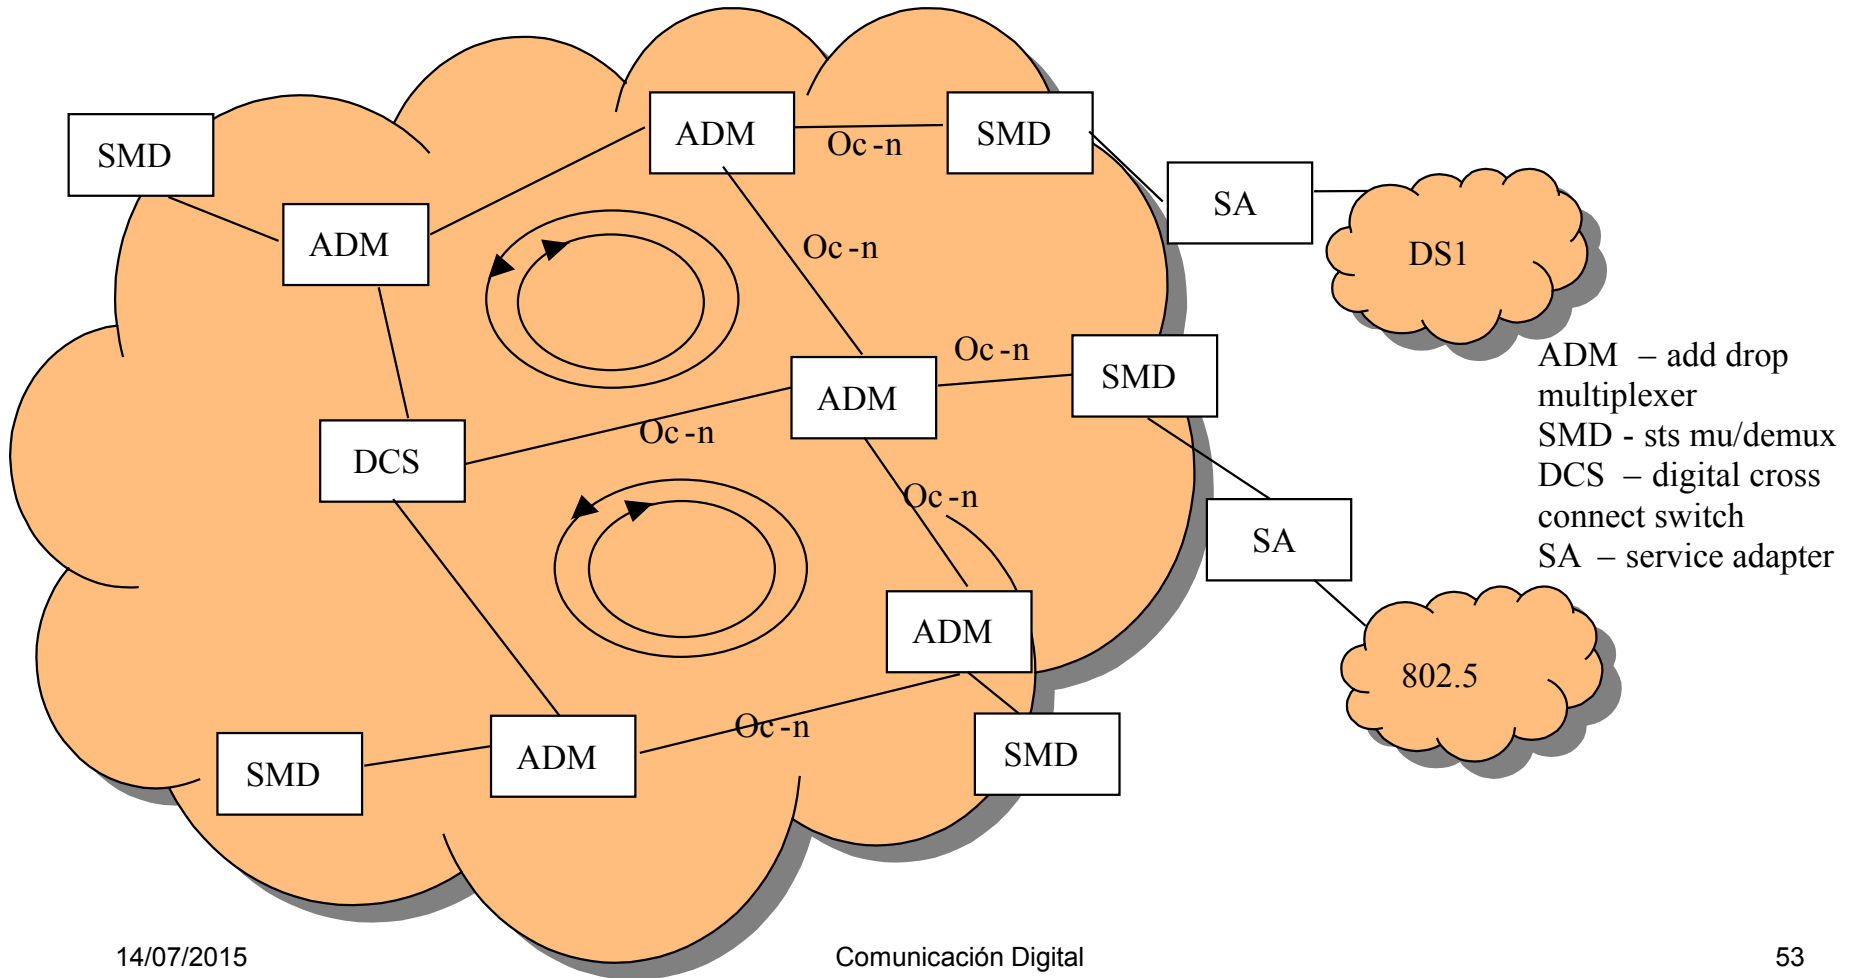 ADM
SMD
Oc-n
SMD
SA
ADM
Oc-n
DS1
Oc-n
ADM – add drop
multiplexer
SMD - sts mu/demux
DCS – digital cross
connect switch
SA – service adapter
SMD
ADM
Oc-n
DCS
Oc-n
SA
ADM
802.5
Oc-n
SMD
ADM
SMD
14/07/2015
Comunicación Digital
53